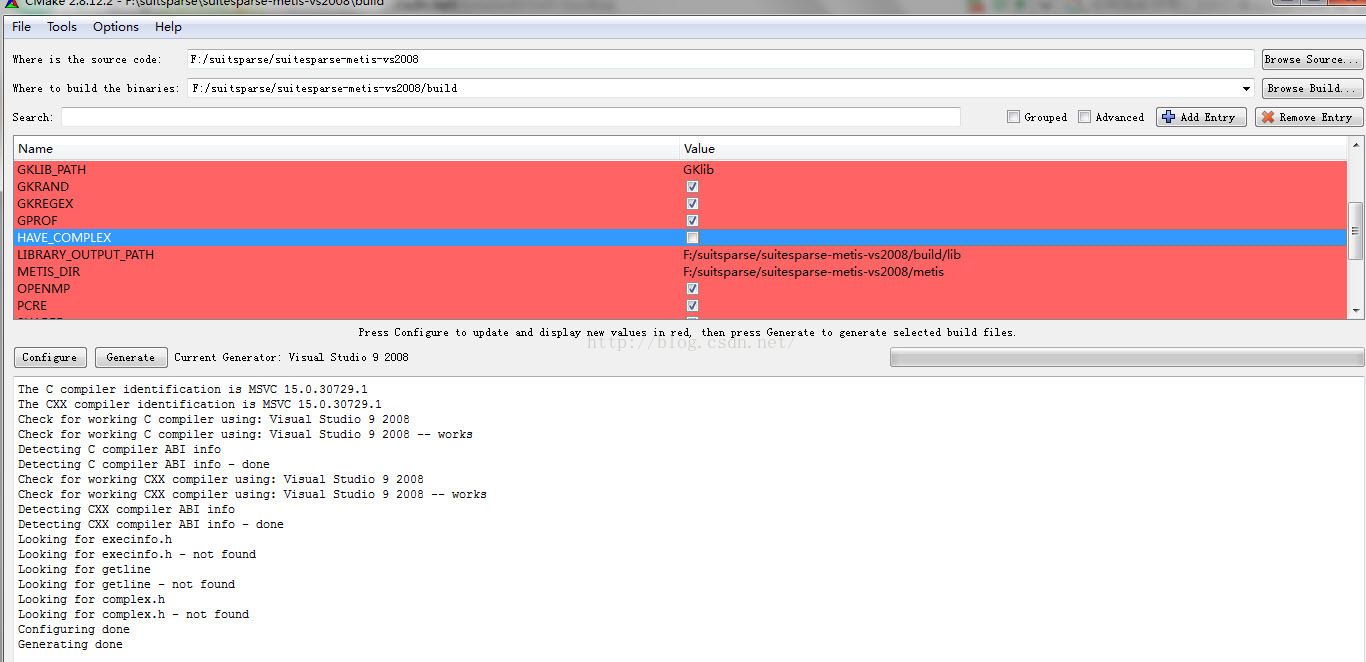 CMake 2.8.12.2 - F:\suitsparse\suitesparse-metis-vs2008\build
File Tools Options Help
Where is the source code: F:/suitsparse/suitesparse-metis-vs2008 Browse Source...
Where to build the binaries: F:/suitsparse/suitesparse-metis-vs2008/build Browse Build...
Search: Grouped Advanced Add Entry Remove Entry
Name Value
GKLIB_PATH GKlib
GKRAND
GKREGEX
GPROF
HAVE_COMPLEX
LIBRARY_OUTPUT_PATH F:/suitsparse/suitesparse-metis-vs2008/build/lib
METIS_DIR F:/suitsparse/suitesparse-metis-vs2008/metis
OPENMP
PCRE
Press Configure to update and display new values in red, then press Generate to generate selected build files.
http://blog.csdn.net/
Configure Generate Current Generator: Visual Studio 9 2008
The C compiler identification is MSVC 15.0.30729.1
The CXX compiler identification is MSVC 15.0.30729.1
Check for working C compiler using: Visual Studio 9 2008
Check for working C compiler using: Visual Studio 9 2008 -- works
Detecting C compiler ABI info
Detecting C compiler ABI info - done
Check for working CXX compiler using: Visual Studio 9 2008
Check for working CXX compiler using: Visual Studio 9 2008 -- works
Detecting CXX compiler ABI info
Detecting CXX compiler ABI info - done
Looking for execinfo.h
Looking for execinfo.h - not found
Looking for getline
Looking for getline - not found
Looking for complex.h
Looking for complex.h - not found
Configuring done
Generating done